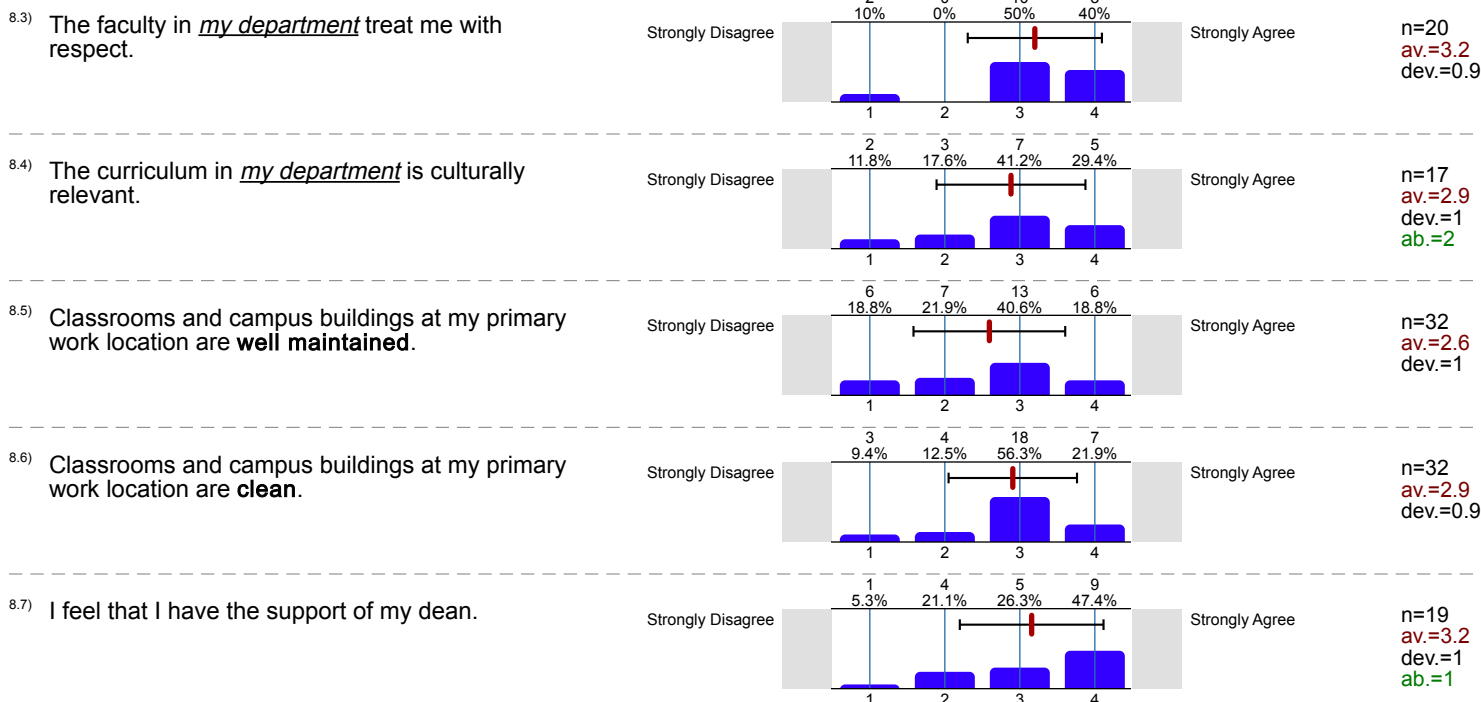 2 0 10 8
10% 0% 50% 40%
8.3) The faculty in my department treat me with
respect.
Strongly Disagree
Strongly Agree
n=20
av.=3.2
dev.=0.9
1 2 3 4
2 3 7 5
11.8% 17.6% 41.2% 29.4%
8.4) The curriculum in my department is culturally
relevant.
Strongly Disagree
Strongly Agree
n=17
av.=2.9
dev.=1
ab.=2
1 2 3 4
6 7 13 6
18.8% 21.9% 40.6% 18.8%
8.5) Classrooms and campus buildings at my primary
work location are well maintained.
Strongly Disagree
Strongly Agree
n=32
av.=2.6
dev.=1
1 2 3 4
3 4 18 7
9.4% 12.5% 56.3% 21.9%
8.6) Classrooms and campus buildings at my primary
work location are clean.
Strongly Disagree
Strongly Agree
n=32
av.=2.9
dev.=0.9
1 2 3 4
1 4 5 9
5.3% 21.1% 26.3% 47.4%
8.7) I feel that I have the support of my dean.
Strongly Disagree
Strongly Agree
n=19
av.=3.2
dev.=1
ab.=1
1 2 3 4